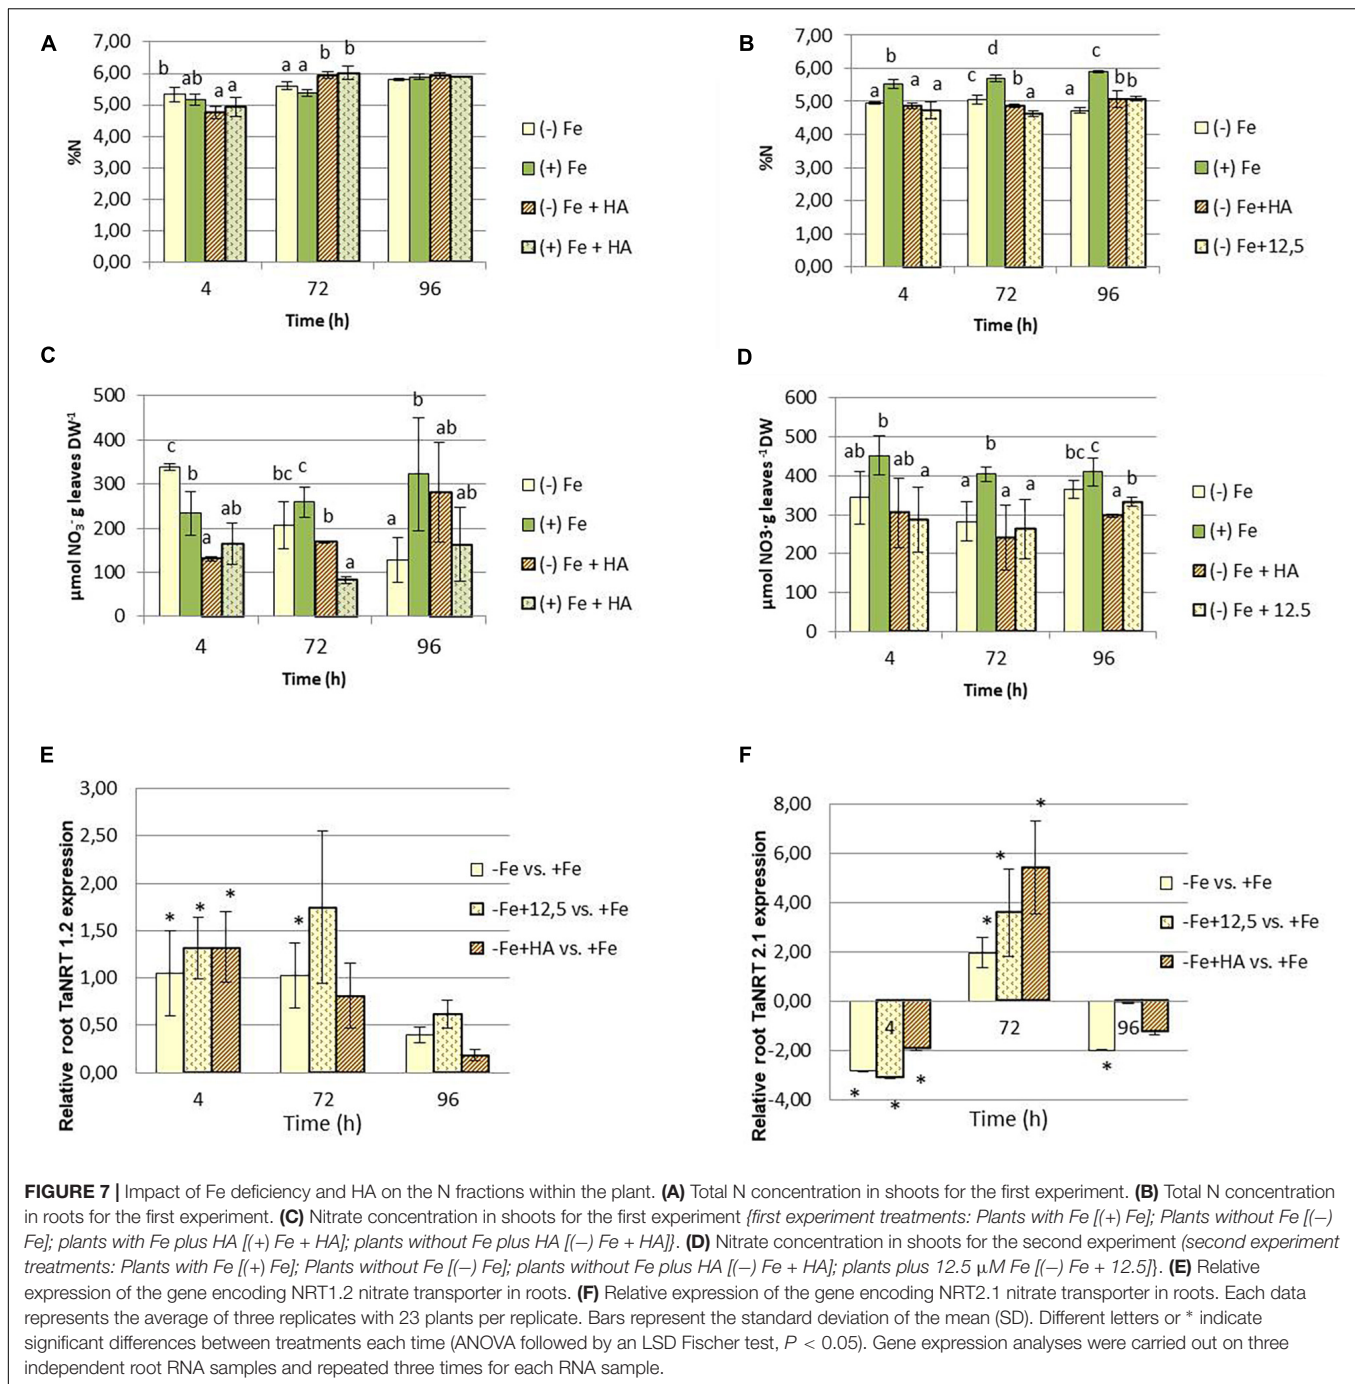 A
7,00
6,00
5,00
4,00
3,00
2,00
1,00
0,00
%N
b ab a a
a a b b
4 72 96
Time (h)
(-) Fe
(+) Fe
(-) Fe + HA
(+) Fe + HA
B
7,00
6,00
5,00
4,00
3,00
2,00
1,00
0,00
%N
a b a a
c d b a
a c b b
4 72 96
Time (h)
(-) Fe
(+) Fe
(-) Fe+HA
(-) Fe+12,5
C
500
400
300
200
100
0
µmol NO3- g leaves DW-1
c b a ab
bc c b a
a b ab ab
4 72 96
Time (h)
(-) Fe
(+) Fe
(-) Fe + HA
(+) Fe + HA
D
600
500
400
300
200
100
0
µmol NO3·g leaves-1DW
ab b ab a
a b a a
bc c a b
4 72 96
Time (h)
(-) Fe
(+) Fe
(-) Fe + HA
(-) Fe + 12.5
E
3,00
2,50
2,00
1,50
1,00
0,50
0,00
Relative root TaNRT 1.2 expression
* * *
*
4 72 96
Time (h)
-Fe vs. +Fe
-Fe+12,5 vs. +Fe
-Fe+HA vs. +Fe
F
8,00
6,00
4,00
2,00
0,00
-2,00
-4,00
Relative root TaNRT 2.1 expression
* * *
* * *
*
4 72 96
Time (h)
-Fe vs. +Fe
-Fe+12,5 vs. +Fe
-Fe+HA vs. +Fe
FIGURE 7 | Impact of Fe deficiency and HA on the N fractions within the plant. (A) Total N concentration in shoots for the first experiment. (B) Total N concentration
in roots for the first experiment. (C) Nitrate concentration in shoots for the first experiment {first experiment treatments: Plants with Fe [(+) Fe]; Plants without Fe [(−)
Fe]; plants with Fe plus HA [(+) Fe + HA]; plants without Fe plus HA [(−) Fe + HA]}. (D) Nitrate concentration in shoots for the second experiment (second experiment
treatments: Plants with Fe [(+) Fe]; Plants without Fe [(−) Fe]; plants without Fe plus HA [(−) Fe + HA]; plants plus 12.5 μM Fe [(−) Fe + 12.5]}. (E) Relative
expression of the gene encoding NRT1.2 nitrate transporter in roots. (F) Relative expression of the gene encoding NRT2.1 nitrate transporter in roots. Each data
represents the average of three replicates with 23 plants per replicate. Bars represent the standard deviation of the mean (SD). Different letters or * indicate
significant differences between treatments each time (ANOVA followed by an LSD Fischer test, P < 0.05). Gene expression analyses were carried out on three
independent root RNA samples and repeated three times for each RNA sample.